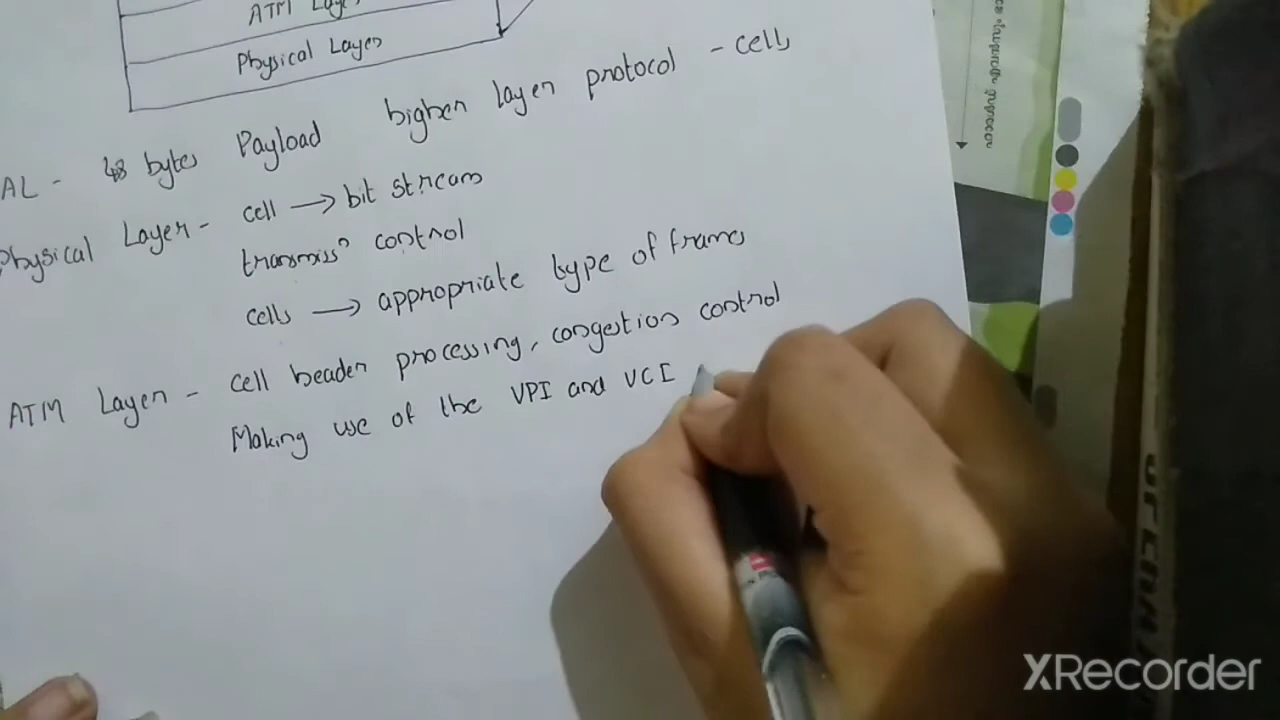 ATM Layer
Physical Layer
AL - 48 bytes Payload higher layer protocol - cells
Physical Layer - cell → bit stream
transmissⁿ control
cells → appropriate type of frames
ATM Layer - cell header processing, congestion control
Making use of the VPI and VCI
XRecorder